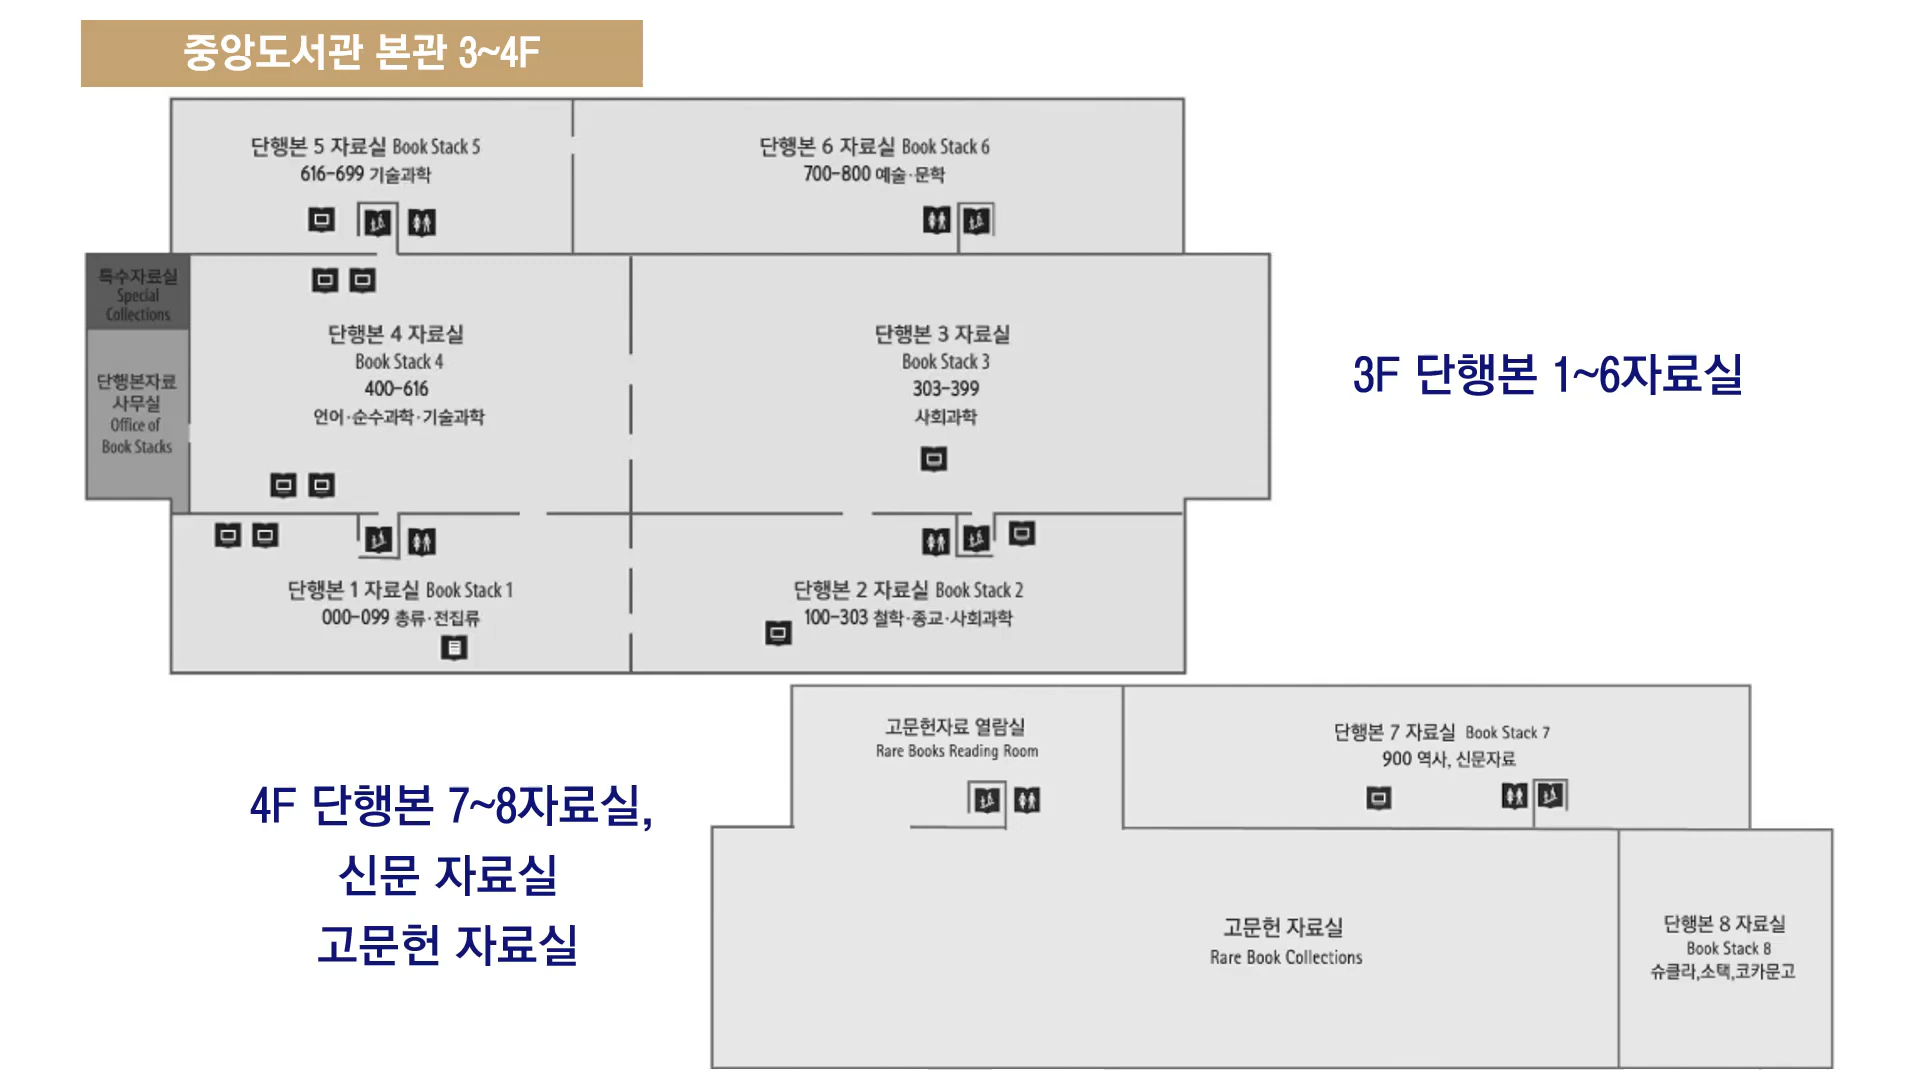 중앙도서관 본관 3~4F
단행본 5 자료실 Book Stack 5
616-699 기술과학
단행본 6 자료실 Book Stack 6
700-800 예술·문학
특수자료실
Special
Collections
단행본자료
사무실
Office of
Book Stacks
단행본 4 자료실
Book Stack 4
400-616
언어·순수과학·기술과학
단행본 3 자료실
Book Stack 3
303-399
사회과학
3F 단행본 1~6자료실
단행본 1 자료실 Book Stack 1
000-099 총류·전집류
단행본 2 자료실 Book Stack 2
100-303 철학·종교·사회과학
4F 단행본 7~8자료실,
신문 자료실
고문헌 자료실
고문헌자료 열람실
Rare Books Reading Room
단행본 7 자료실 Book Stack 7
900 역사, 신문자료
고문헌 자료실
Rare Book Collections
단행본 8 자료실
Book Stack 8
슈클라,소택,코카문고